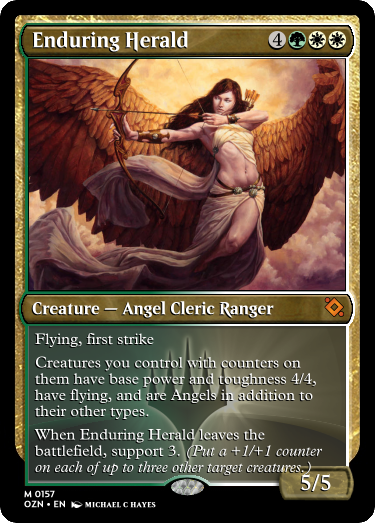 Enduring Herald 4
Creature — Angel Cleric Ranger
Flying, first strike
Creatures you control with counters on
them have base power and toughness 4/4,
have flying, and are Angels in addition to
their other types.
When Enduring Herald leaves the
battlefield, support 3. (Put a +1/+1 counter
on each of up to three other target creatures.)
5/5
M 0157
OZN • EN MICHAEL C HAYES